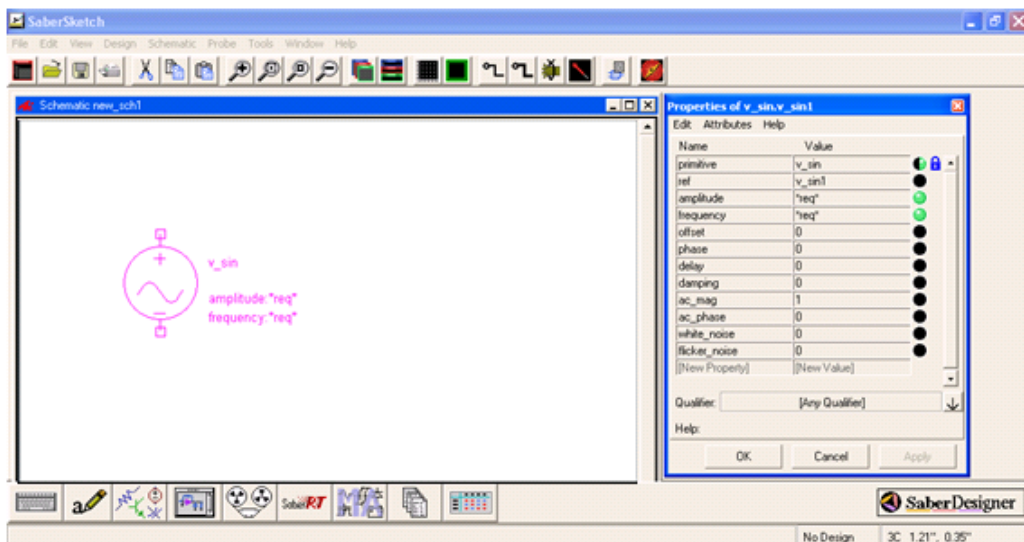 SaberSketch
File Edit View Design Schematic Probe Tools Window Help
Schematic new_sch1
v_sin
amplitude:"req"
frequency:"req"
Properties of v_sin.v_sin1
Edit Attributes Help
Name Value
primitive v_sin
ref v_sin1
amplitude "req"
frequency "req"
offset 0
phase 0
delay 0
damping 0
ac_mag 1
ac_phase 0
white_noise 0
flicker_noise 0
[New Property] [New Value]
Qualifier: [Any Qualifier]
Help:
OK Cancel Apply
a
SaberRT
SaberDesigner
No Design 3C 1.21", 0.35"